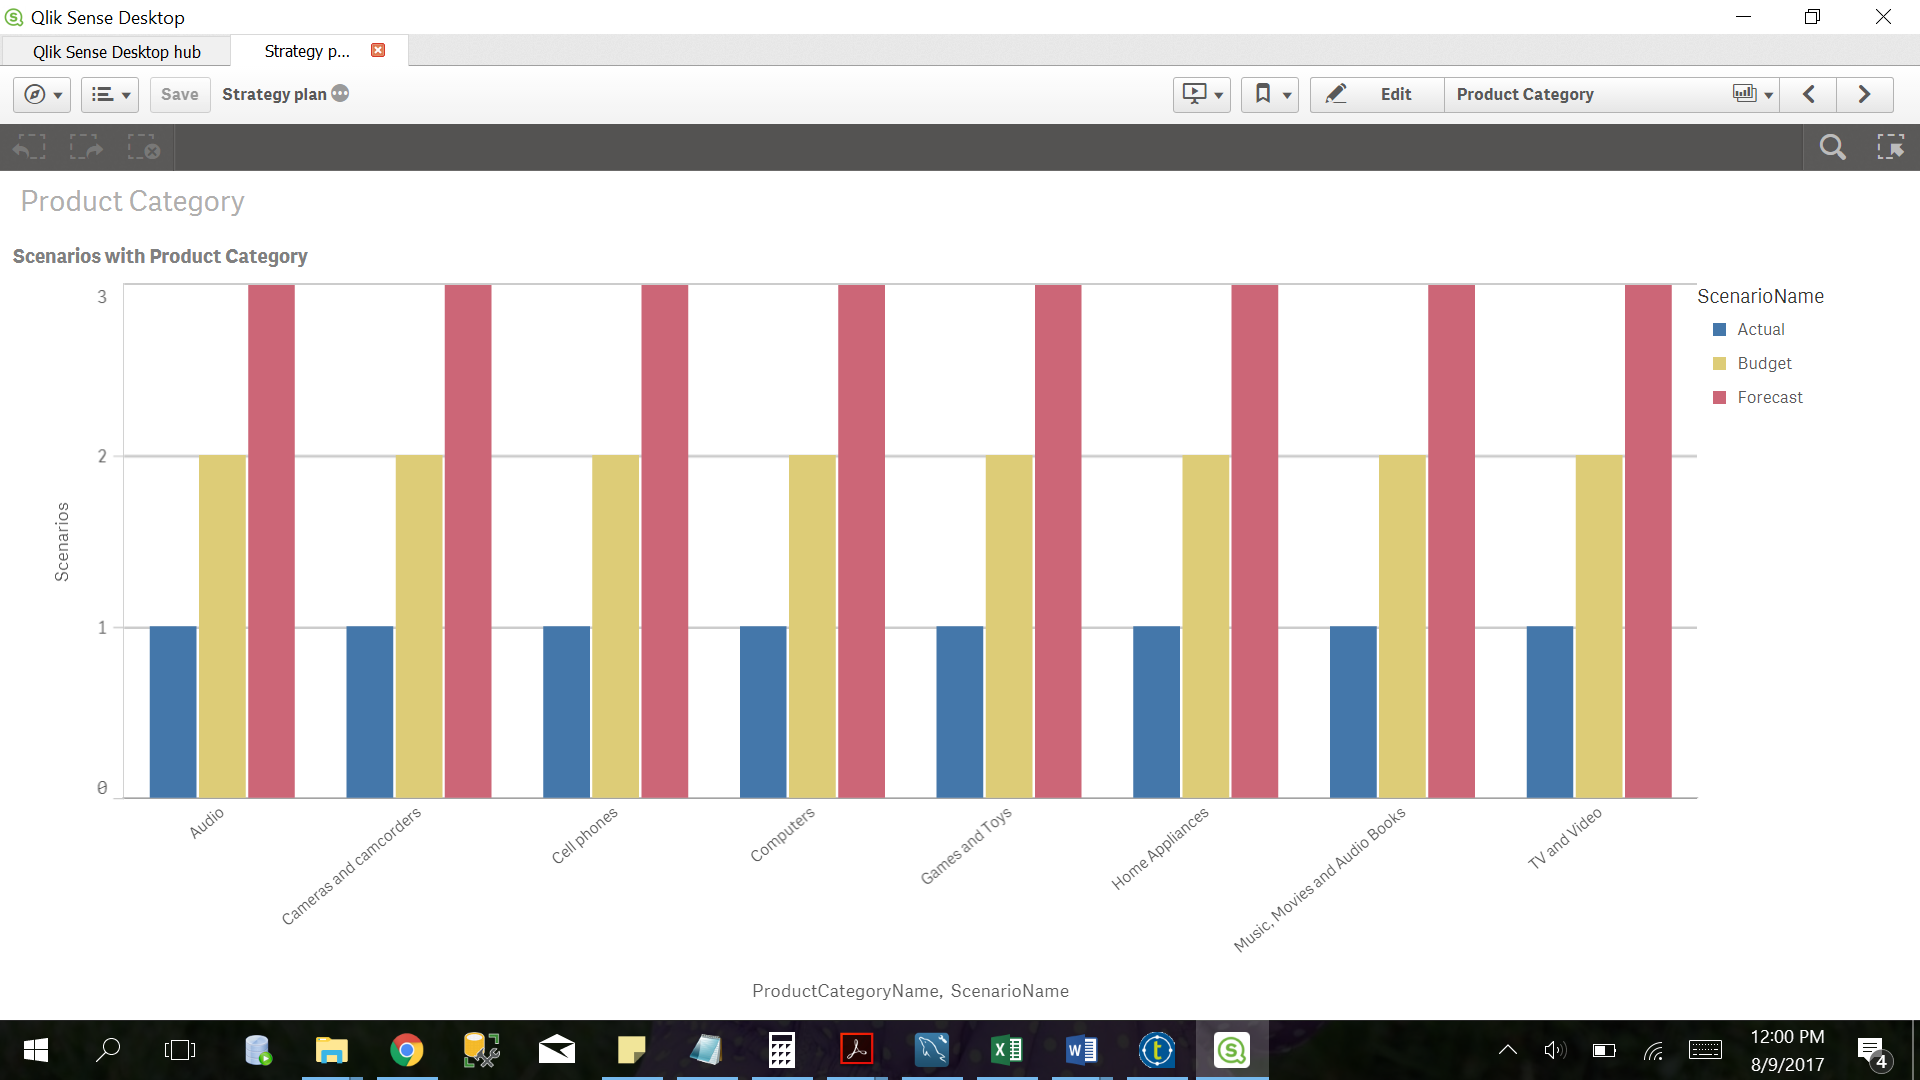 Qlik Sense Desktop
Qlik Sense Desktop hub
Strategy p...
Save
Strategy plan
Edit
Product Category
Product Category
Scenarios with Product Category
3
2
1
0
Scenarios
ScenarioName
Actual
Budget
Forecast
Audio
Cameras and camcorders
Cell phones
Computers
Games and Toys
Home Appliances
Music, Movies and Audio Books
TV and Video
ProductCategoryName, ScenarioName
12:00 PM
8/9/2017
4